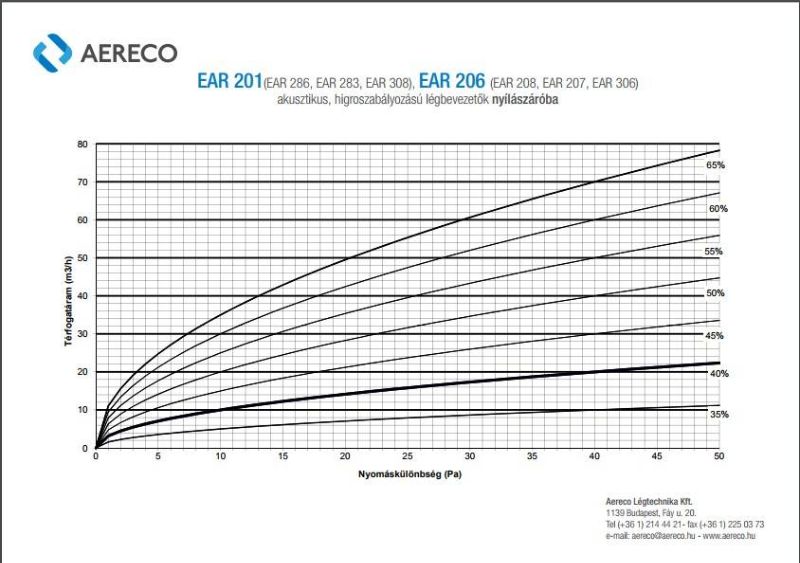 AERECO
EAR 201(EAR 286, EAR 283, EAR 308), EAR 206 (EAR 208, EAR 207, EAR 306)
akusztikus, higroszabályozású légbevezetők nyílászáróba
80
70
60
50
40
30
20
10
0
Térfogatáram (m3/h)
65%
60%
55%
50%
45%
40%
35%
0 5 10 15 20 25 30 35 40 45 50
Nyomáskülönbség (Pa)
Aereco Légtechnika Kft.
1139 Budapest, Fáy u. 20.
Tel (+36 1) 214 44 21- fax (+36 1) 225 03 73
e-mail: aereco@aereco.hu - www.aereco.hu